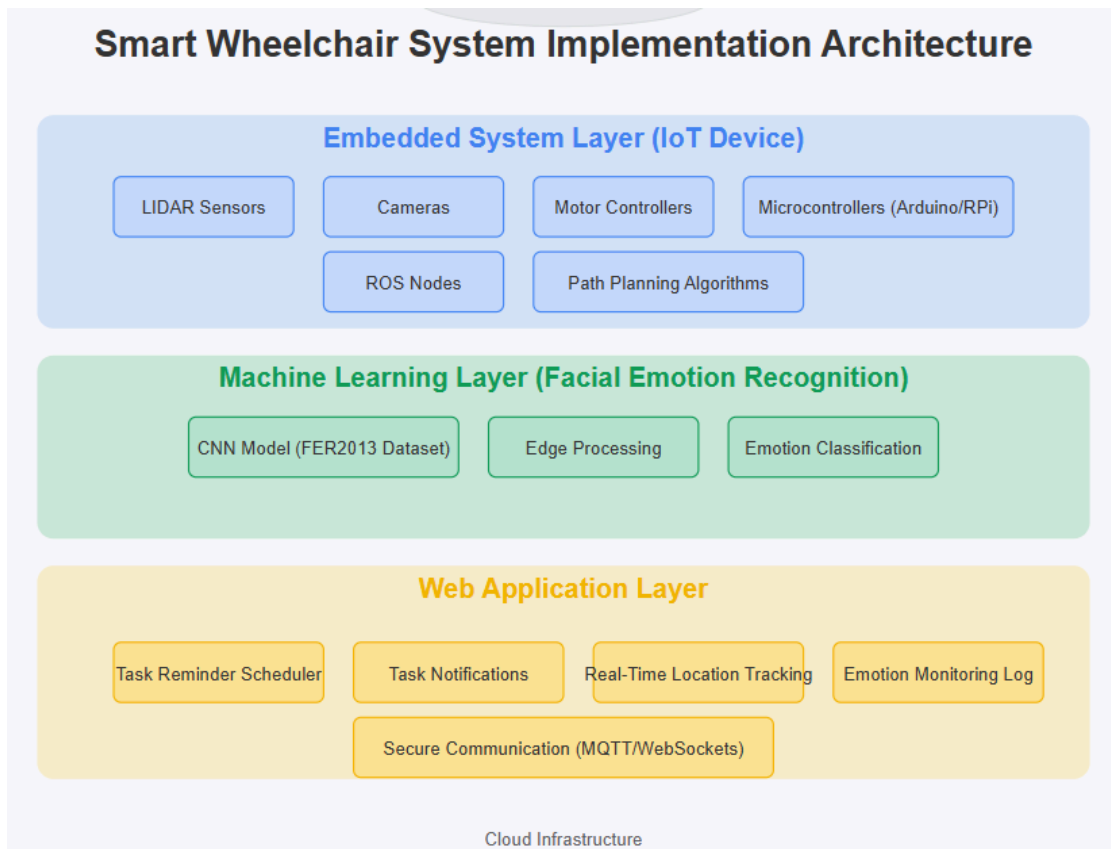 Smart Wheelchair System Implementation Architecture
Embedded System Layer (IoT Device)
LIDAR Sensors
Cameras
Motor Controllers
Microcontrollers (Arduino/RPi)
ROS Nodes
Path Planning Algorithms
Machine Learning Layer (Facial Emotion Recognition)
CNN Model (FER2013 Dataset)
Edge Processing
Emotion Classification
Web Application Layer
Task Reminder Scheduler
Task Notifications
Real-Time Location Tracking
Emotion Monitoring Log
Secure Communication (MQTT/WebSockets)
Cloud Infrastructure